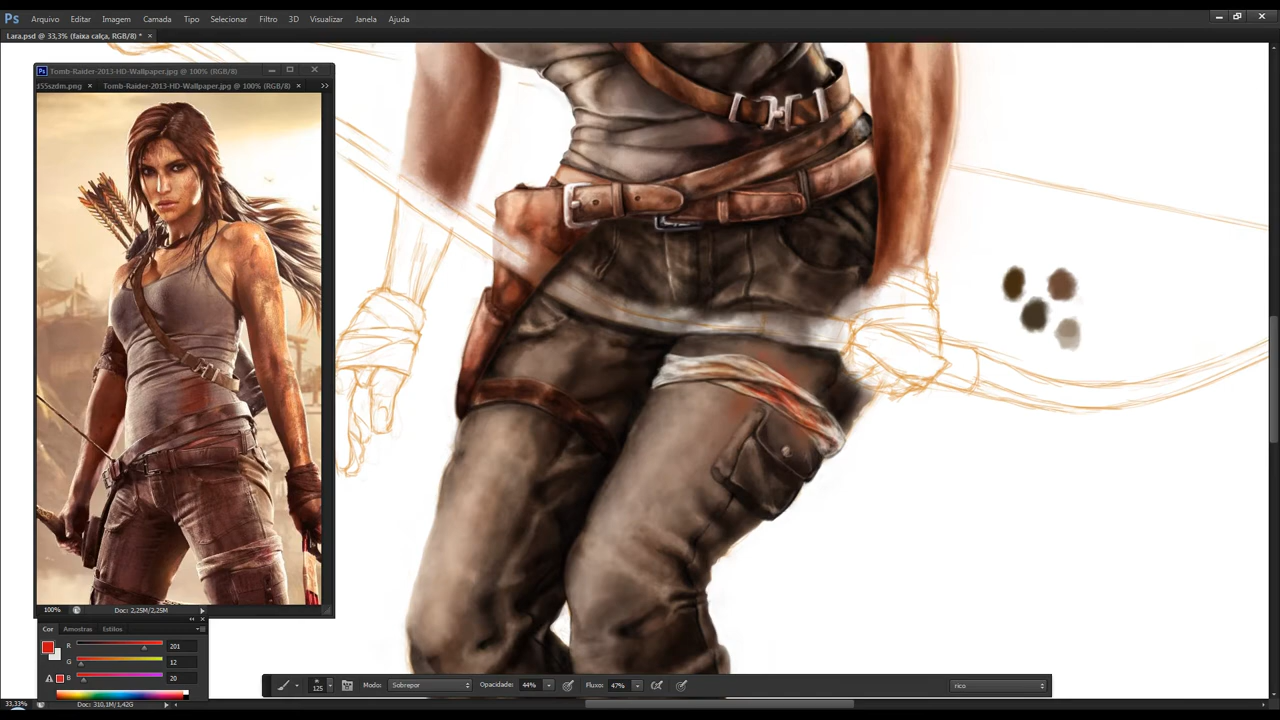 Ps Arquivo Editar Imagem Camada Tipo Selecionar Filtro 3D Visualizar Janela Ajuda
Lara.psd @ 33,3% (faixa calça, RGB/8) * ×
Ps Tomb-Raider-2013-HD-Wallpaper.jpg @ 100% (RGB/8)
d55szdm.png × Tomb-Raider-2013-HD-Wallpaper.jpg @ 100% (RGB/8) × >>
100% Doc: 2,25M/2,25M
Cor Amostras Estilos
R 201
G 12
B 20
125 Modo: Sobrepor Opacidade: 44% Fluxo: 47% rico
33,33% Doc: 310,1M/1,42G